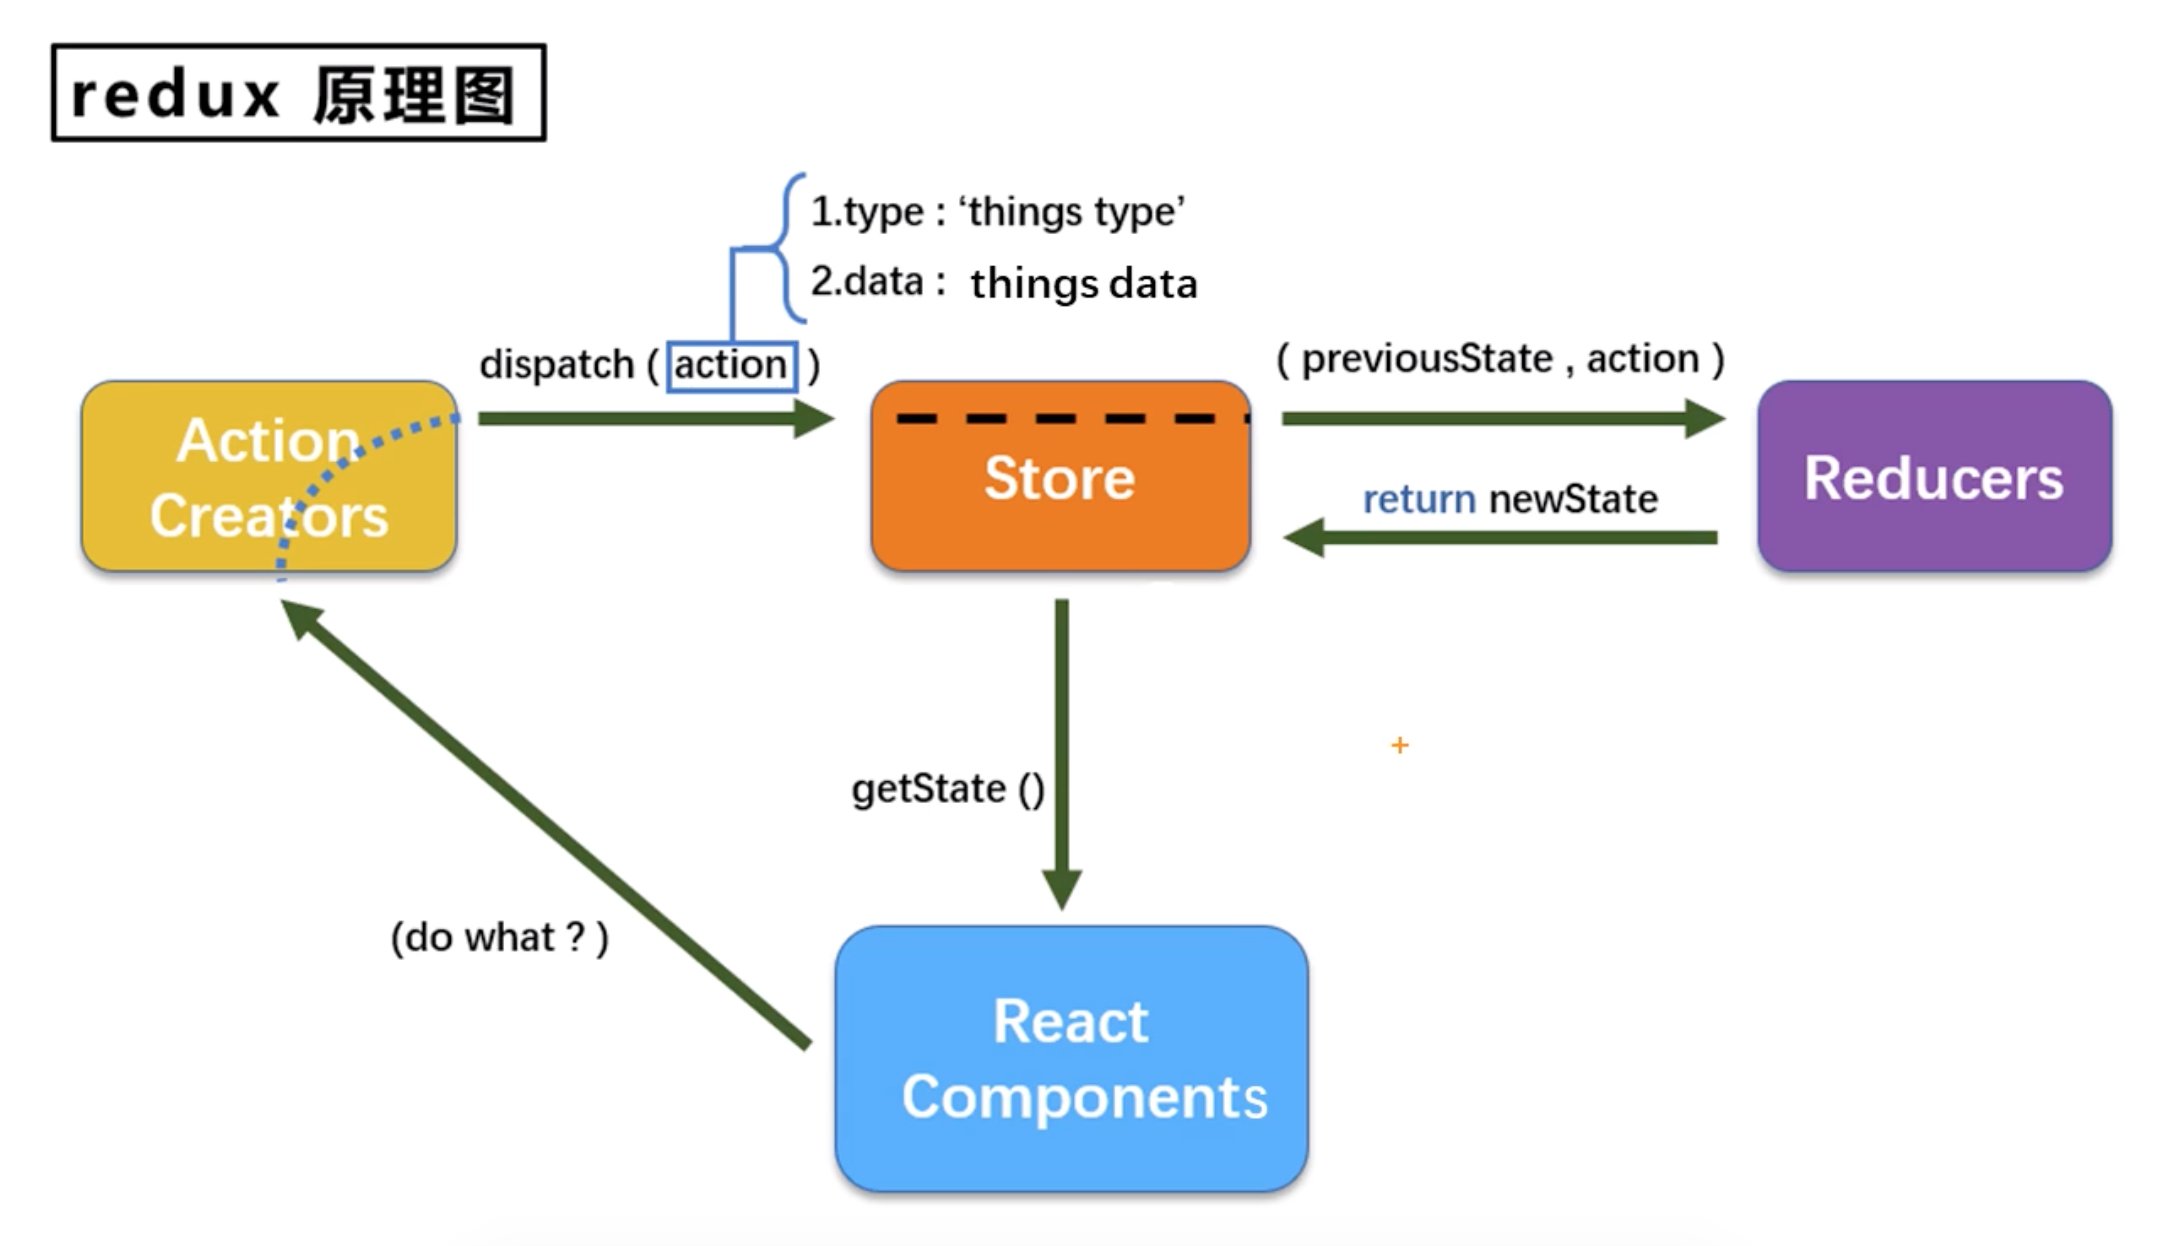 redux 原理图
1.type : ‘things type’
2.data : things data
dispatch ( action )
( previousState , action )
Action
Creators
Store
return newState
Reducers
getState ()
(do what ? )
React
Components